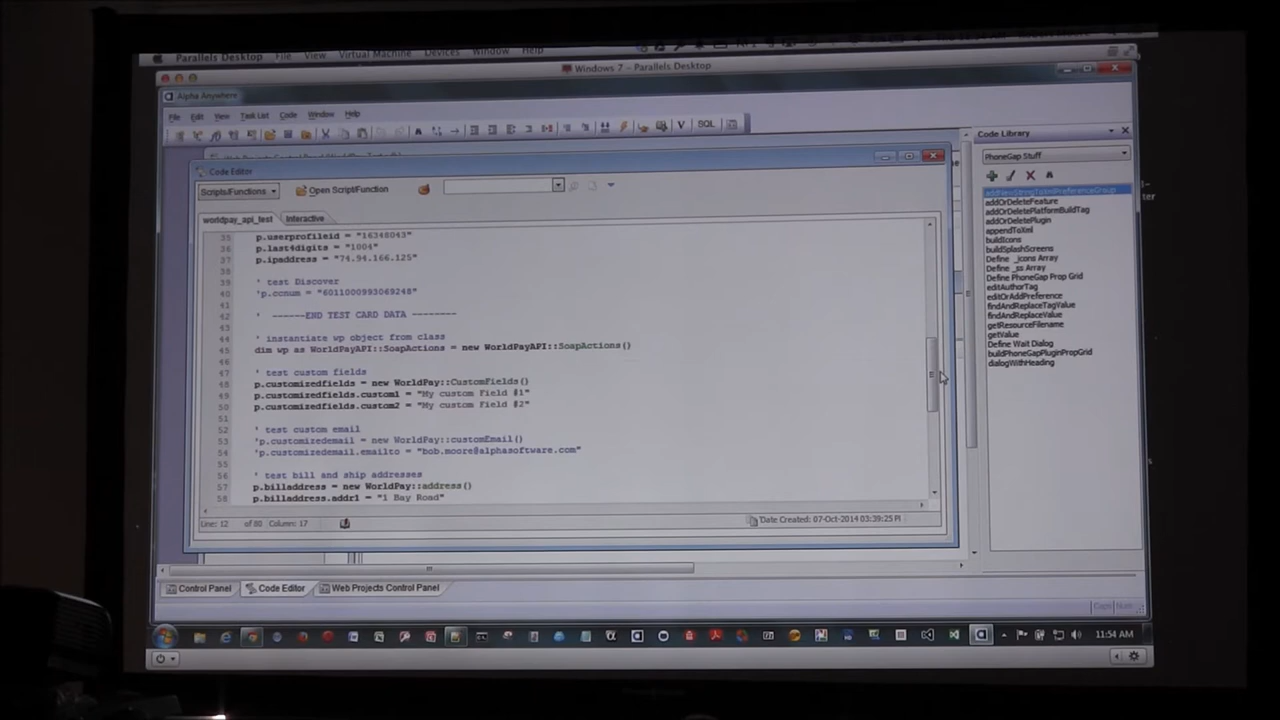 Parallels Desktop File View Virtual Machine Devices Window Help
Windows 7 - Parallels Desktop
Alpha Anywhere
File Edit View Task List Code Window Help
V SQL
Code Library
PhoneGap Stuff
Code Editor
Scripts/Functions Open Script/Function
worldpay_api_test Interactive
35 p.userprofileid = "16348043"
36 p.last4digits = "1004"
37 p.ipaddress = "74.94.166.125"
38
39 ' test Discover
40 'p.ccnum = "6011000993069248"
41
42 ' ------END TEST CARD DATA --------
43
44 ' instantiate wp object from class
45 dim wp as WorldPayAPI::SoapActions = new WorldPayAPI::SoapActions()
46
47 ' test custom fields
48 p.customizedfields = new WorldPay::CustomFields()
49 p.customizedfields.custom1 = "My custom Field #1"
50 p.customizedfields.custom2 = "My custom Field #2"
51
52 ' test custom email
53 'p.customizedemail = new WorldPay::customEmail()
54 'p.customizedemail.emailto = "bob.moore@alphasoftware.com"
55
56 ' test bill and ship addresses
57 p.billaddress = new WorldPay::address()
58 p.billaddress.addr1 = "1 Bay Road"
Line: 12 of 80 Column: 17
Date Created: 07-Oct-2014 03:39:25 P
addItemStringToXmlPreferenceGroup
addOrDeleteFeature
addOrDeletePlatformBuildTag
addOrDeletePlugin
appendToXml
buildIcons
buildSplashScreens
Define _icons Array
Define _ss Array
Define PhoneGap Prop Grid
editAuthorTag
editOrAddPreference
findAndReplaceTagValue
findAndReplaceValue
getResourceFilename
getValue
Define Wait Dialog
buildPhoneGapPluginPropGrid
dialogWithHeading
Control Panel Code Editor Web Projects Control Panel
Caps Num
11:54 AM